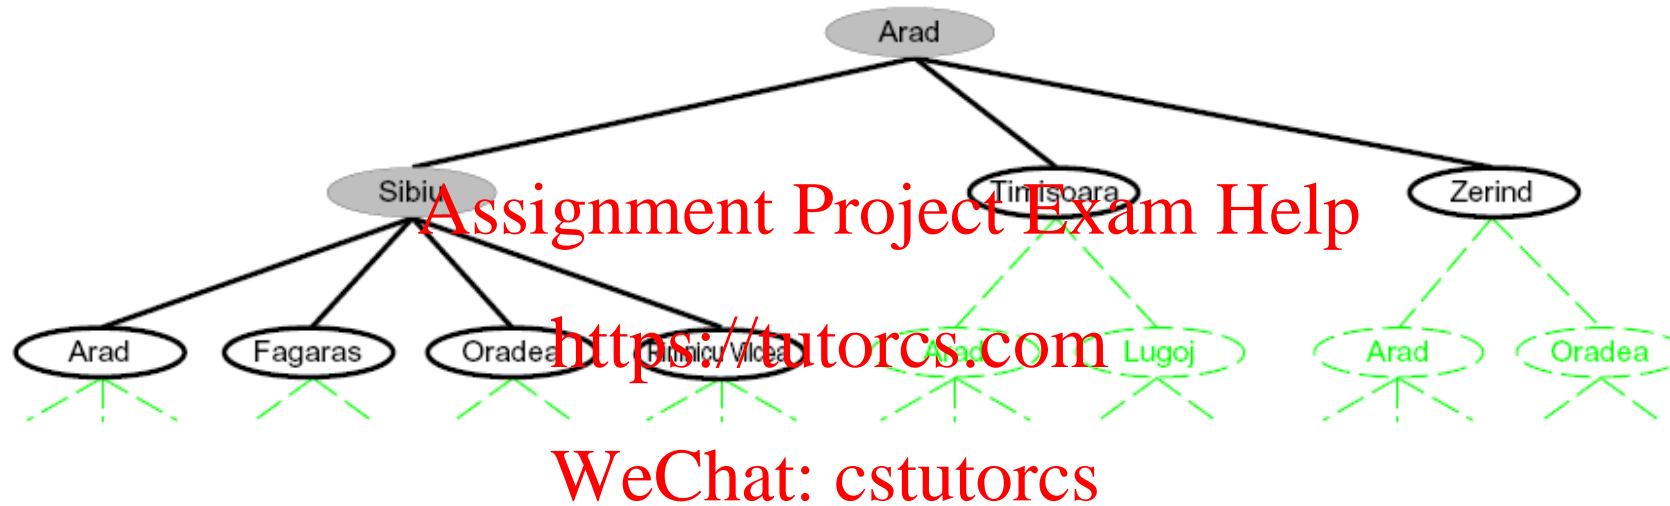 Arad
Sibiu Timisoara Zerind
Assignment Project Exam Help
Arad Fagaras Oradea Rimnicu Vilcea Arad Lugoj Arad Oradea
https://tutorcs.com
WeChat: cstutorcs